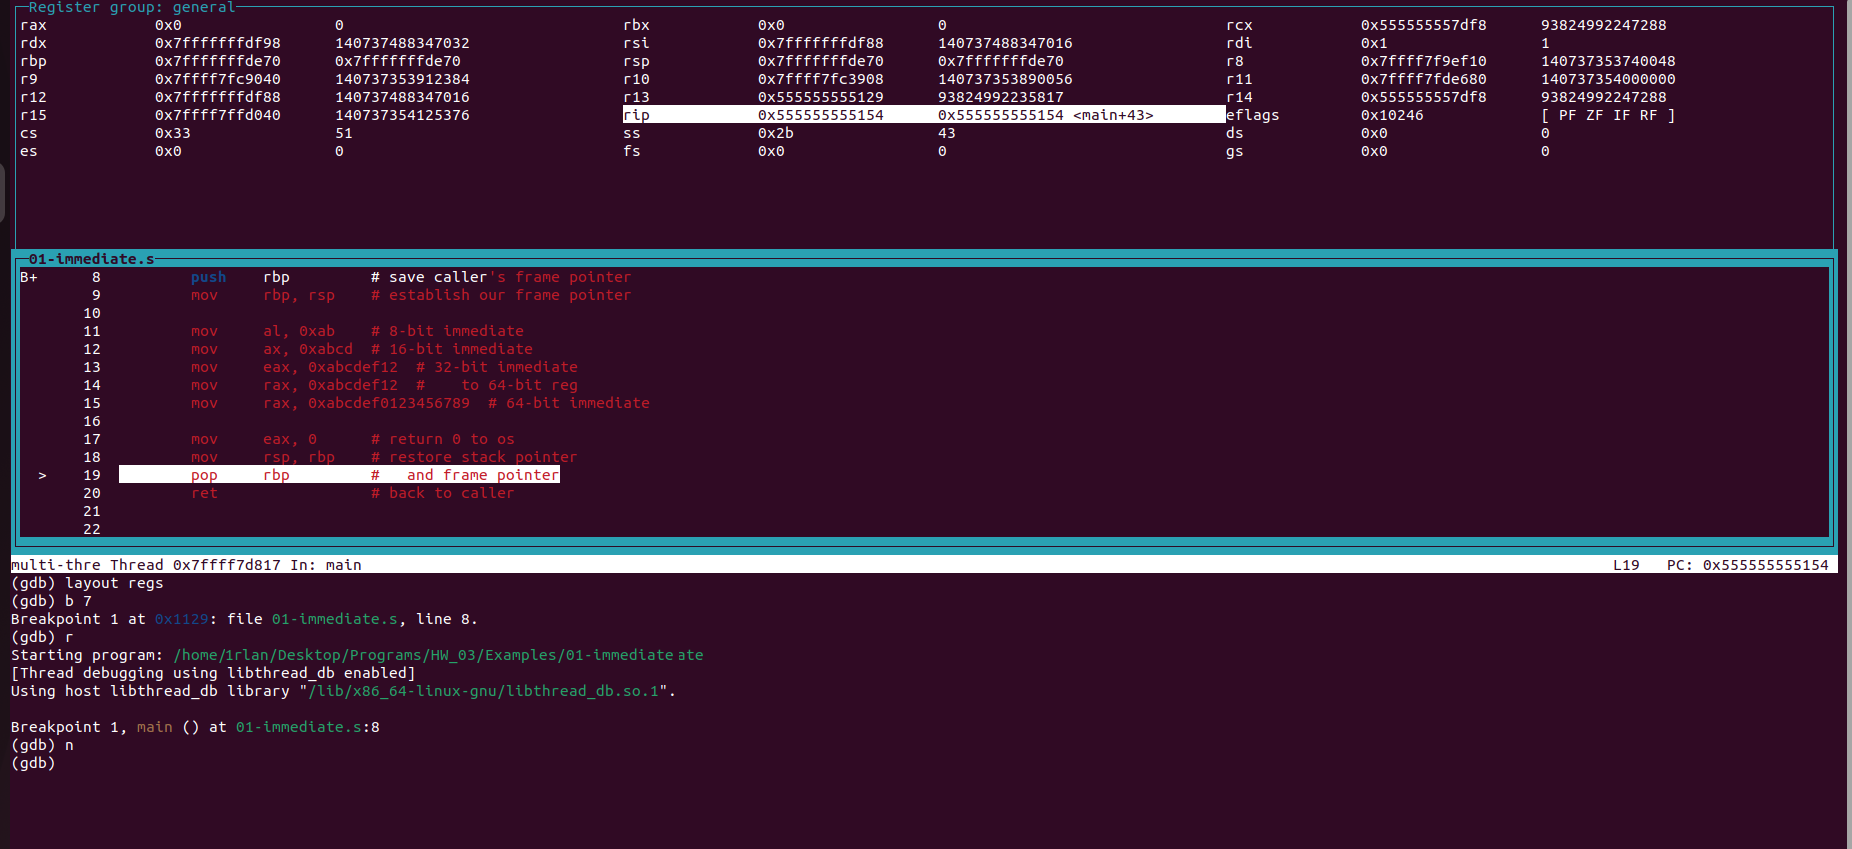 Register group: general
rax 0x0 0 rbx 0x0 0 rcx 0x555555557df8 93824992247288
rdx 0x7fffffffdf98 140737488347032 rsi 0x7fffffffdf88 140737488347016 rdi 0x1 1
rbp 0x7fffffffde70 0x7fffffffde70 rsp 0x7fffffffde70 0x7fffffffde70 r8 0x7ffff7f9ef10 140737353740048
r9 0x7ffff7fc9040 140737353912384 r10 0x7ffff7fc3908 140737353890056 r11 0x7ffff7fde680 140737354000000
r12 0x7fffffffdf88 140737488347016 r13 0x555555555129 93824992235817 r14 0x555555557df8 93824992247288
r15 0x7ffff7ffd040 140737354125376 rip 0x555555555154 0x555555555154 <main+43> eflags 0x10246 [ PF ZF IF RF ]
cs 0x33 51 ss 0x2b 43 ds 0x0 0
es 0x0 0 fs 0x0 0 gs 0x0 0
01-immediate.s
B+ 8 push rbp # save caller's frame pointer
9 mov rbp, rsp # establish our frame pointer
10
11 mov al, 0xab # 8-bit immediate
12 mov ax, 0xabcd # 16-bit immediate
13 mov eax, 0xabcdef12 # 32-bit immediate
14 mov rax, 0xabcdef12 # to 64-bit reg
15 mov rax, 0xabcdef0123456789 # 64-bit immediate
16
17 mov eax, 0 # return 0 to os
18 mov rsp, rbp # restore stack pointer
> 19 pop rbp # and frame pointer
20 ret # back to caller
21
22
multi-thre Thread 0x7ffff7d817 In: main L19 PC: 0x555555555154
(gdb) layout regs
(gdb) b 7
Breakpoint 1 at 0x1129: file 01-immediate.s, line 8.
(gdb) r
Starting program: /home/1rlan/Desktop/Programs/HW_03/Examples/01-immediate ate
[Thread debugging using libthread_db enabled]
Using host libthread_db library "/lib/x86_64-linux-gnu/libthread_db.so.1".
Breakpoint 1, main () at 01-immediate.s:8
(gdb) n
(gdb)